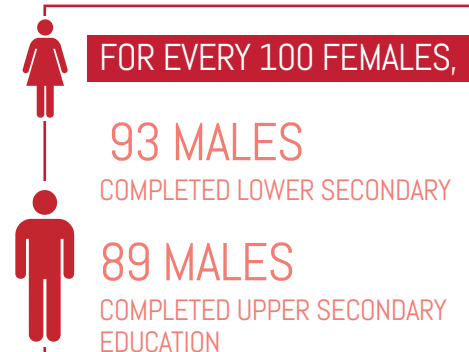 FOR EVERY 100 FEMALES,
93 MALES
COMPLETED LOWER SECONDARY
89 MALES
COMPLETED UPPER SECONDARY
EDUCATION